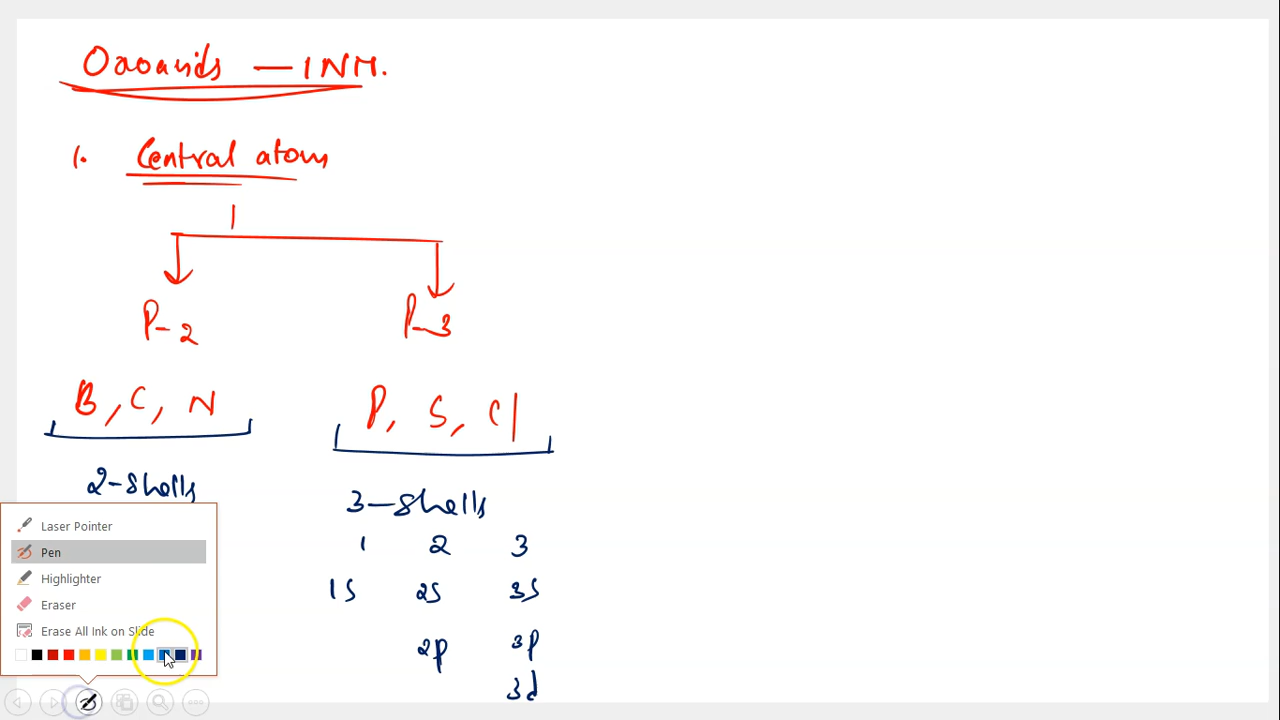 Oxoacids — INM.
1. Central atom
P-2 P-3
B, C, N P, S, Cl
2-shells 3-shells
1 2 3
1s 2s 3s
2p 3p
3d
Laser Pointer
Pen
Highlighter
Eraser
Erase All Ink on Slide